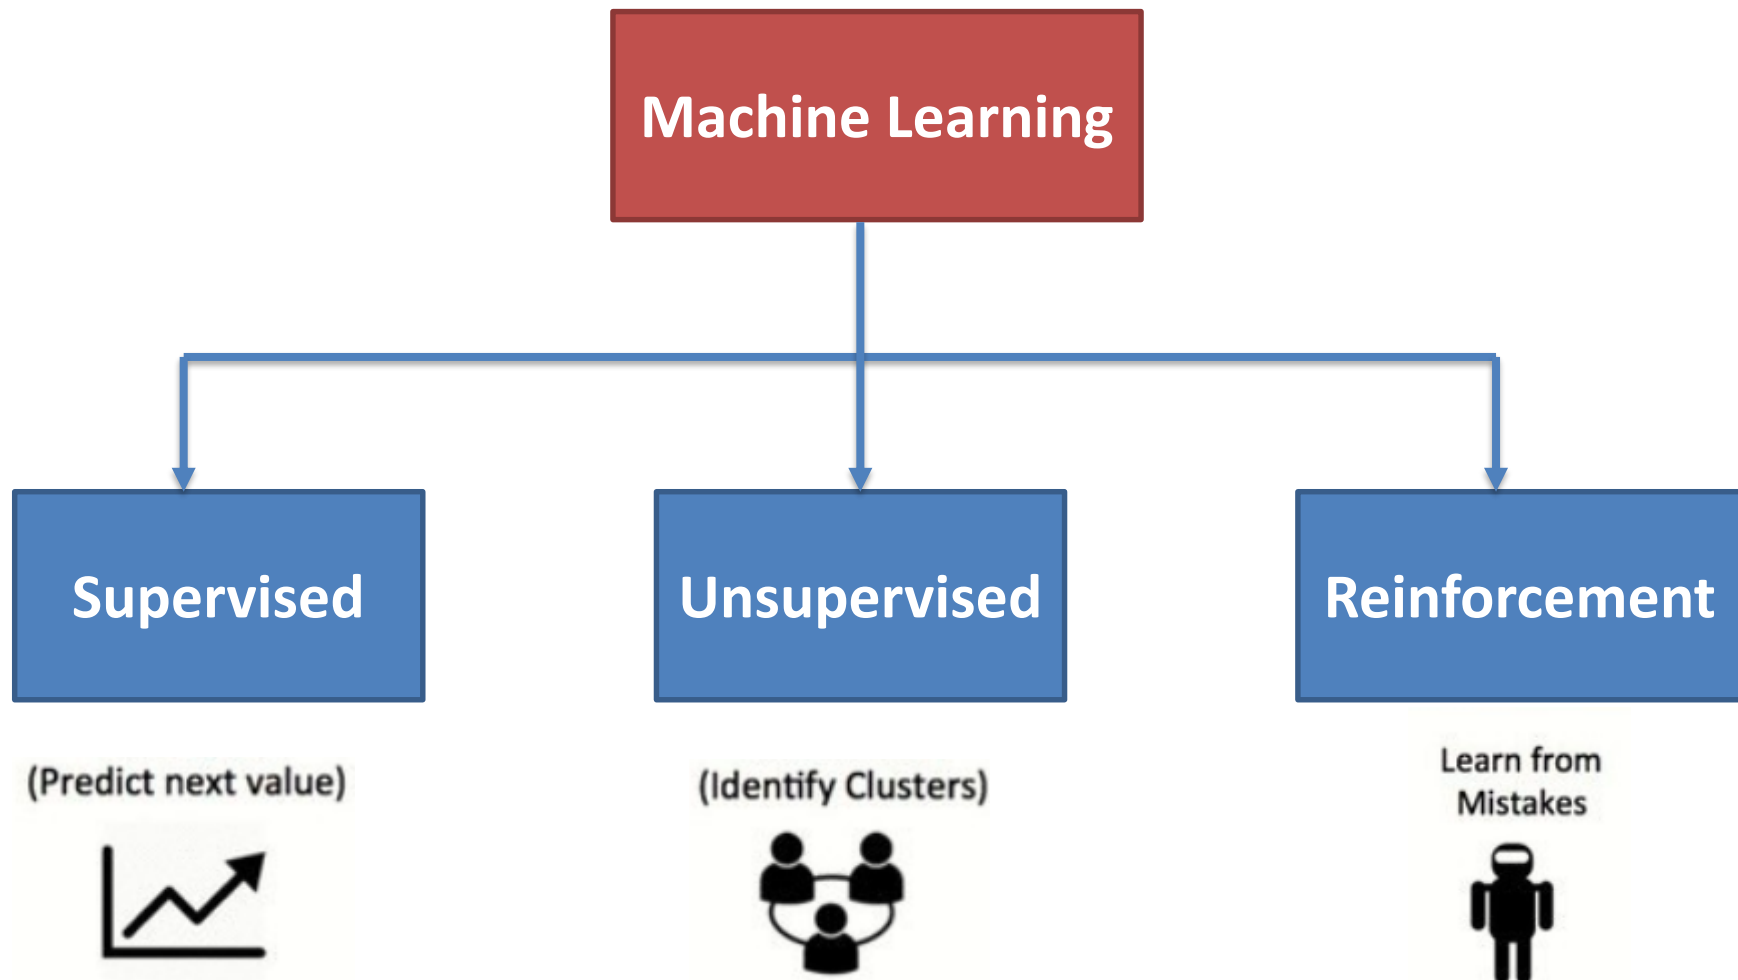 Machine Learning
Supervised
Unsupervised
Reinforcement
(Predict next value)
(Identify Clusters)
Learn from
Mistakes